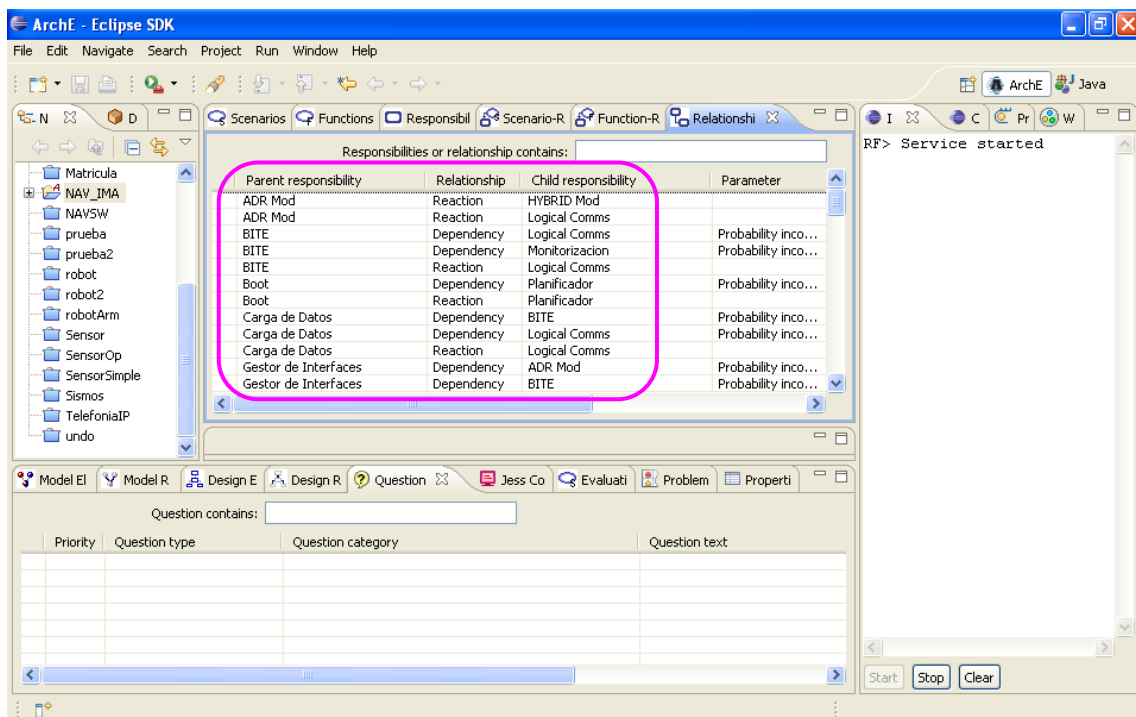 ArchE - Eclipse SDK
File Edit Navigate Search Project Run Window Help
ArchE Java
N D
Scenarios Functions Responsibil Scenario-R Function-R Relationshi
I C Pr W
Responsibilities or relationship contains:
RF> Service started
Matricula
NAV_IMA
NAVSW
prueba
prueba2
robot
robot2
robotArm
Sensor
SensorOp
SensorSimple
Sismos
TelefoniaIP
undo
Parent responsibility Relationship Child responsibility Parameter
ADR Mod Reaction HYBRID Mod
ADR Mod Reaction Logical Comms
BITE Dependency Logical Comms Probability inco...
BITE Dependency Monitorizacion Probability inco...
BITE Reaction Logical Comms
Boot Dependency Planificador Probability inco...
Boot Reaction Planificador
Carga de Datos Dependency BITE Probability inco...
Carga de Datos Dependency Logical Comms Probability inco...
Carga de Datos Reaction Logical Comms
Gestor de Interfaces Dependency ADR Mod Probability inco...
Gestor de Interfaces Dependency BITE Probability inco...
Model El Model R Design E Design R Question Jess Co Evaluati Problem Properti
Question contains:
Priority Question type Question category Question text
Start Stop Clear